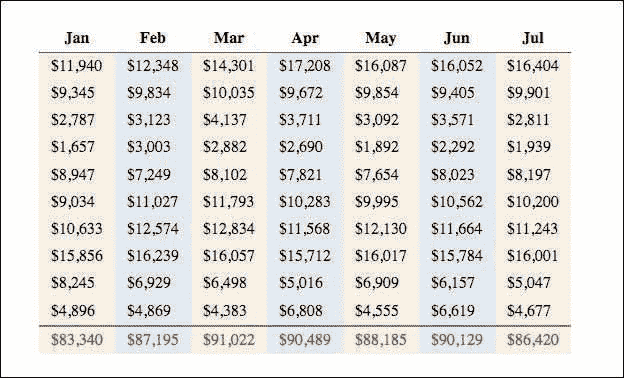 Jan Feb Mar Apr May Jun Jul
$11,940 $12,348 $14,301 $17,208 $16,087 $16,052 $16,404
$9,345 $9,834 $10,035 $9,672 $9,854 $9,405 $9,901
$2,787 $3,123 $4,137 $3,711 $3,092 $3,571 $2,811
$1,657 $3,003 $2,882 $2,690 $1,892 $2,292 $1,939
$8,947 $7,249 $8,102 $7,821 $7,654 $8,023 $8,197
$9,034 $11,027 $11,793 $10,283 $9,995 $10,562 $10,200
$10,633 $12,574 $12,834 $11,568 $12,130 $11,664 $11,243
$15,856 $16,239 $16,057 $15,712 $16,017 $15,784 $16,001
$8,245 $6,929 $6,498 $5,016 $6,909 $6,157 $5,047
$4,896 $4,869 $4,383 $6,808 $4,555 $6,619 $4,677
$83,340 $87,195 $91,022 $90,489 $88,185 $90,129 $86,420